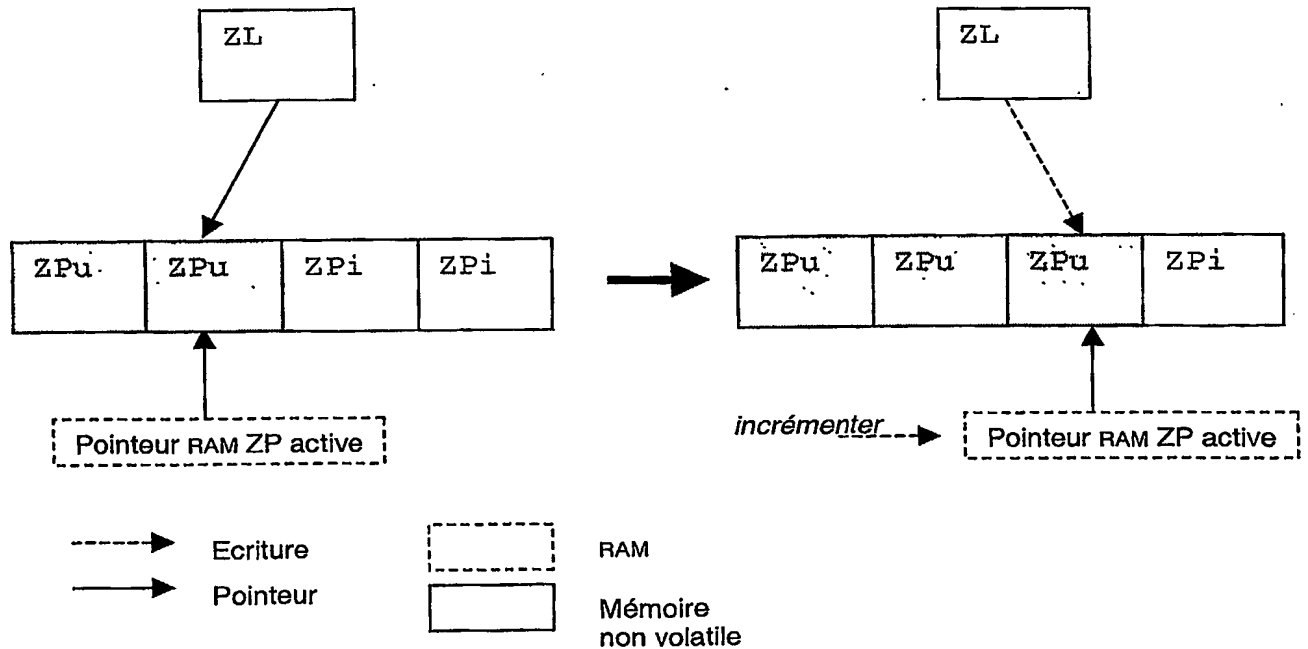 ZL
ZL
ZPu ZPu ZPi ZPi
ZPu ZPu ZPu ZPi
Pointeur RAM ZP active
incrémenter
Pointeur RAM ZP active
Ecriture
RAM
Pointeur
Mémoire
non volatile